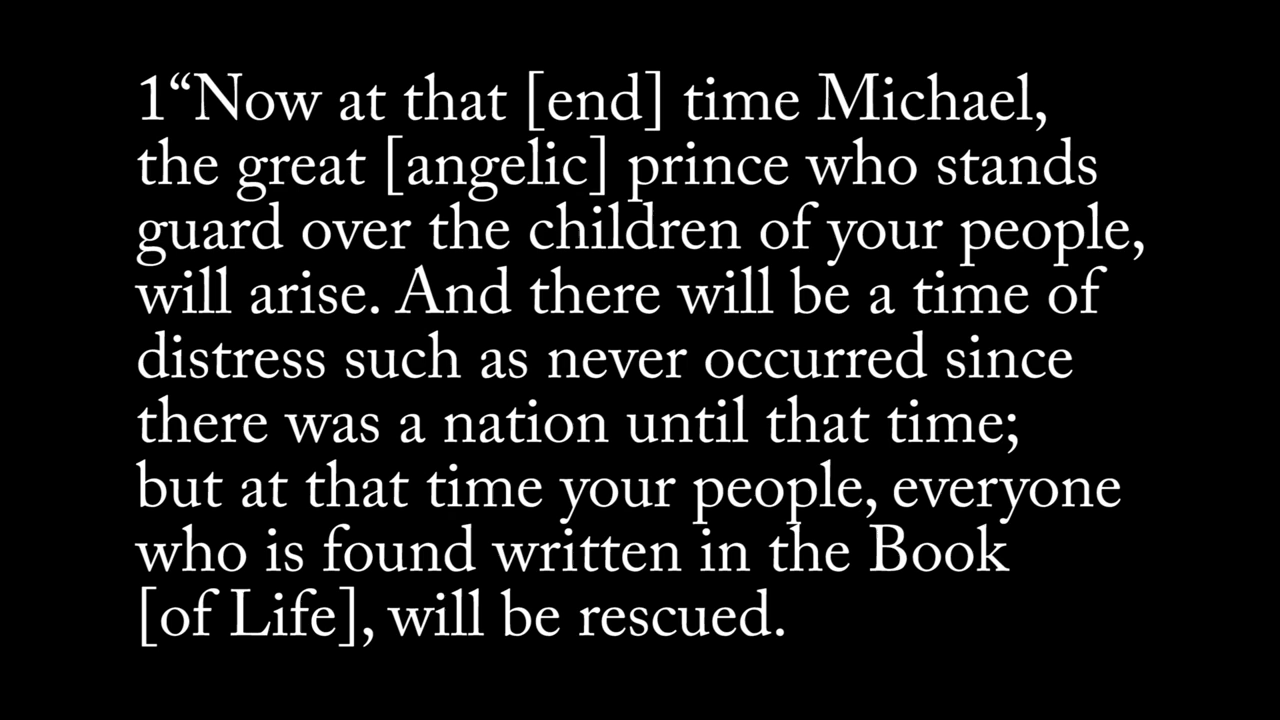 1“Now at that [end] time Michael,
the great [angelic] prince who stands
guard over the children of your people,
will arise. And there will be a time of
distress such as never occurred since
there was a nation until that time;
but at that time your people, everyone
who is found written in the Book
[of Life], will be rescued.